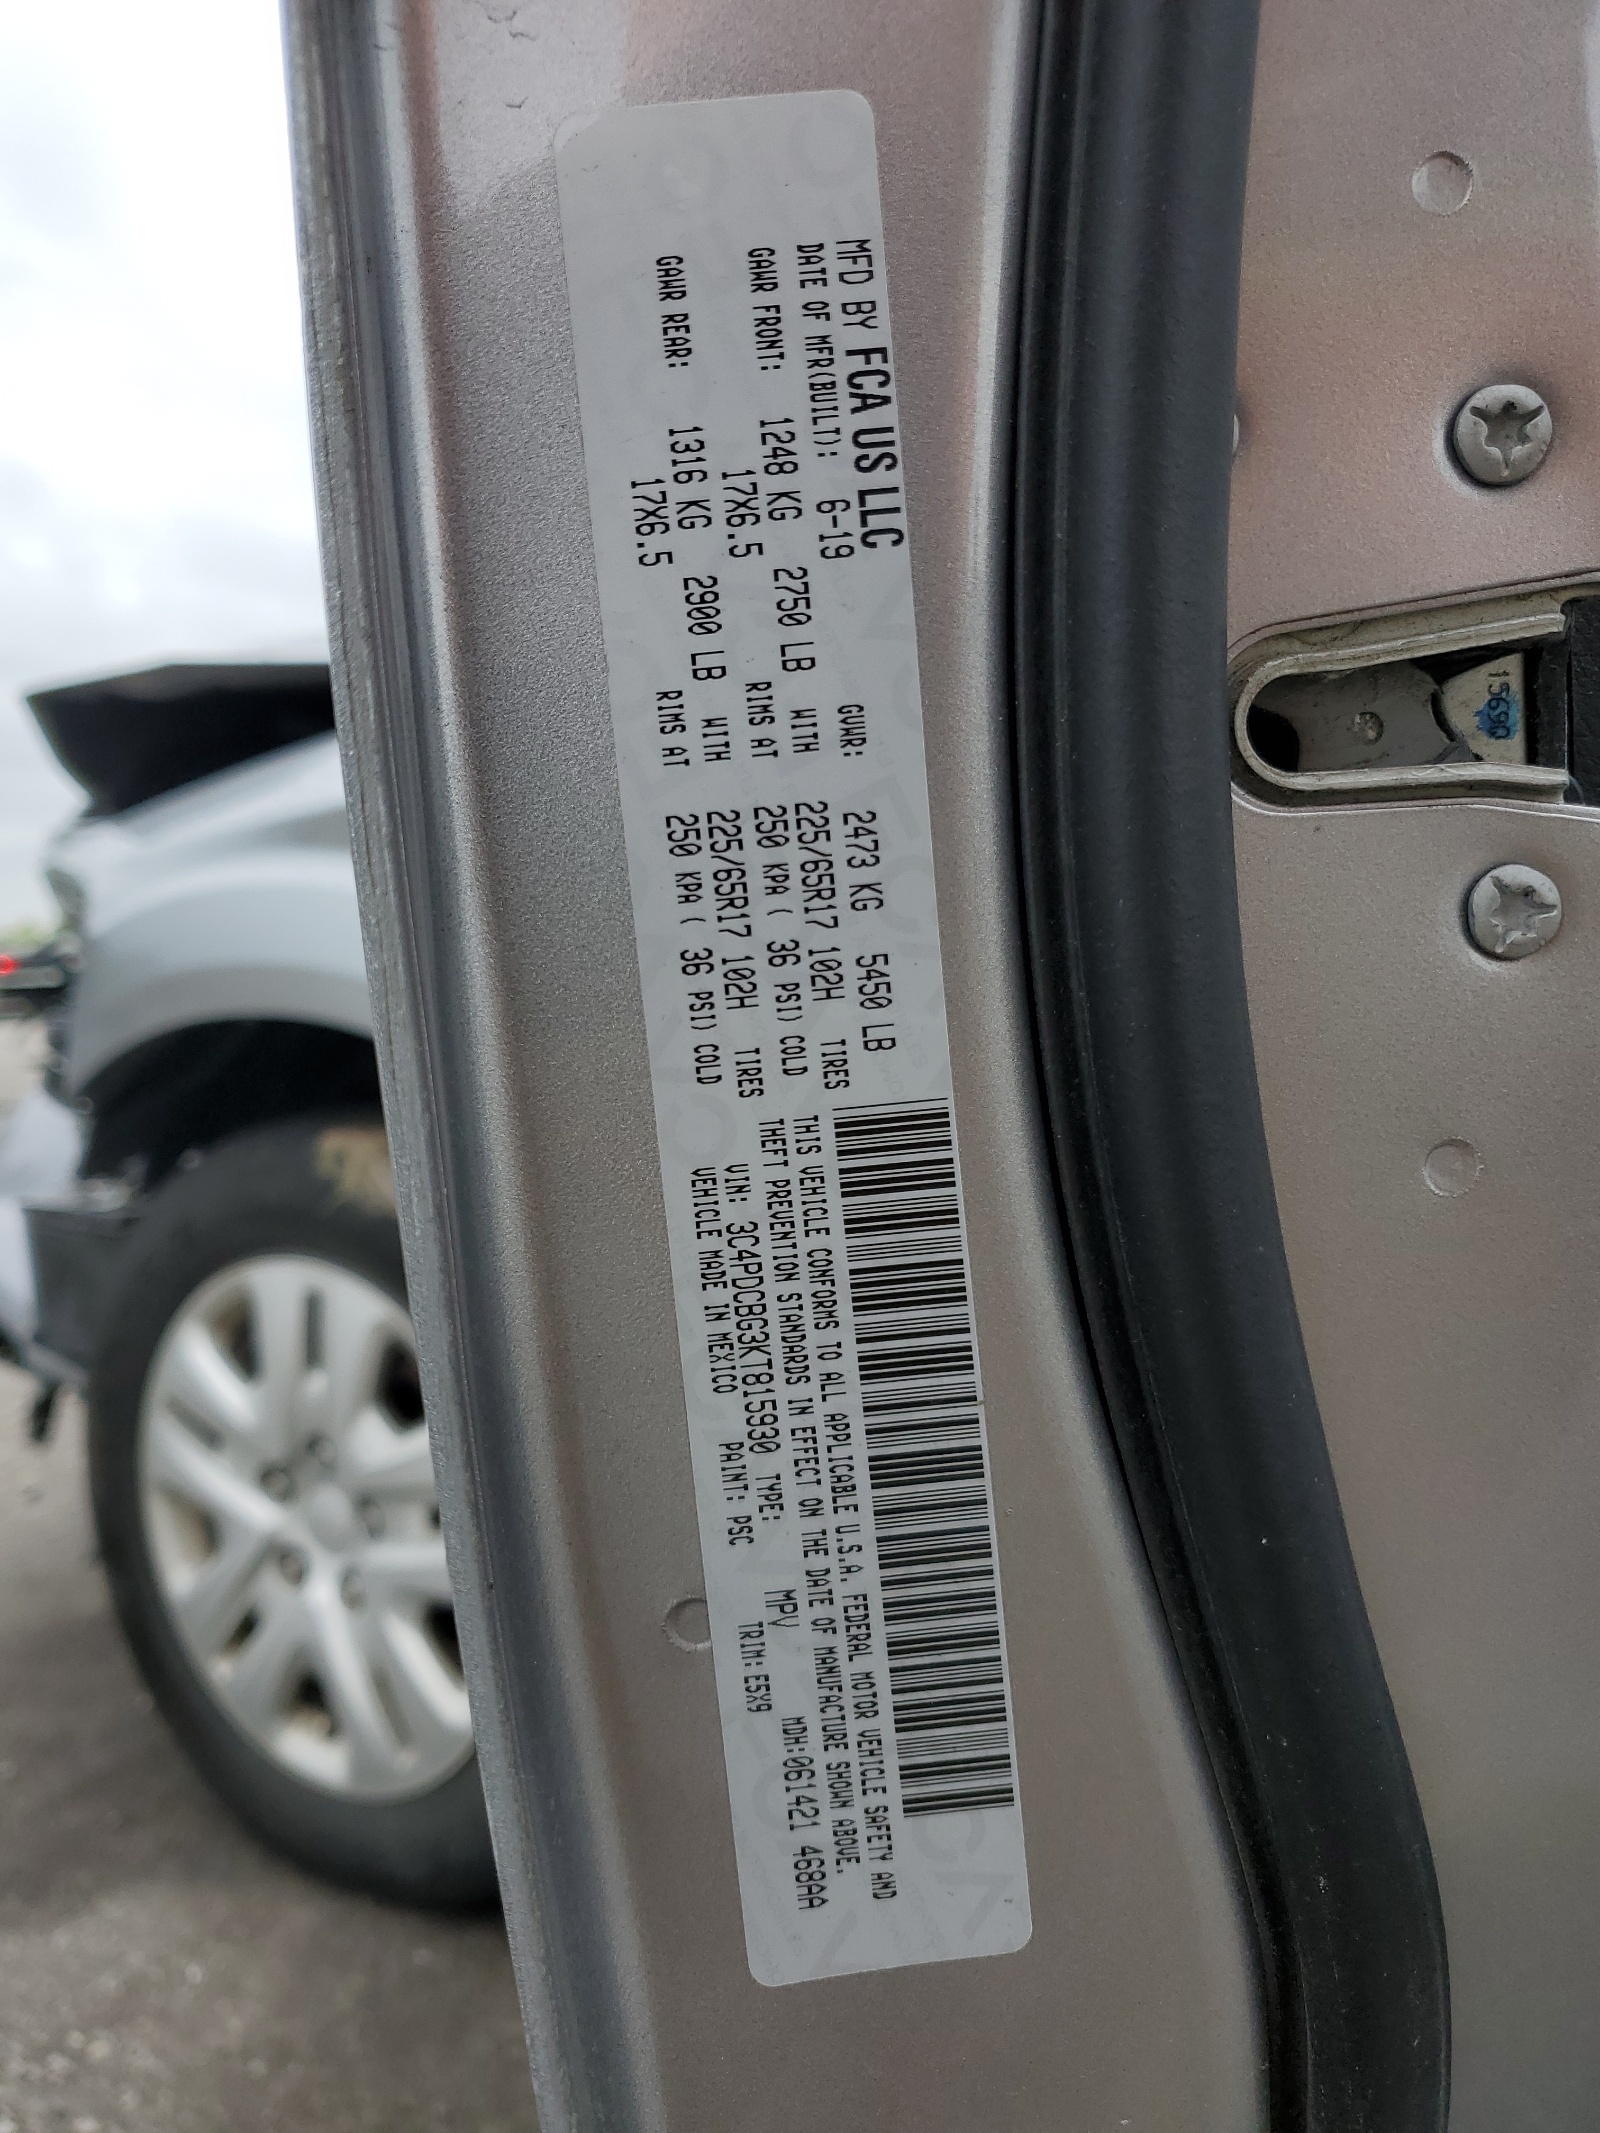 MFD BY FCA US LLC
DATE OF MFR(BUILT): 6-19 GVWR: 2473 KG 5450 LB
GAWR FRONT: 1248 KG 2750 LB WITH 225/65R17 102H TIRES
17X6.5 RIMS AT 250 KPA ( 36 PSI) COLD
GAWR REAR: 1316 KG 2900 LB WITH 225/65R17 102H TIRES
17X6.5 RIMS AT 250 KPA ( 36 PSI) COLD
THIS VEHICLE CONFORMS TO ALL APPLICABLE U.S.A. FEDERAL MOTOR VEHICLE SAFETY AND
THEFT PREVENTION STANDARDS IN EFFECT ON THE DATE OF MANUFACTURE SHOWN ABOVE.
VIN: 3C4PDCBG3KT815930 TYPE: MPV MDH:061421 468AA
VEHICLE MADE IN MEXICO PAINT: PSC TRIM:E5X9